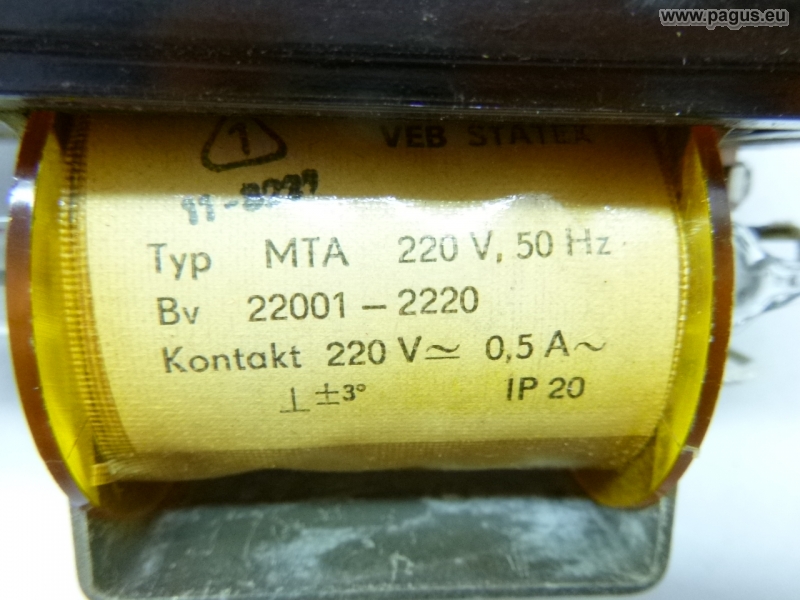 www.pagus.eu
1
VEB STATEX
Typ MTA 220 V, 50 Hz
Bv 22001 – 2220
Kontakt 220 V≃ 0,5 A~
⊥ ±3° IP 20